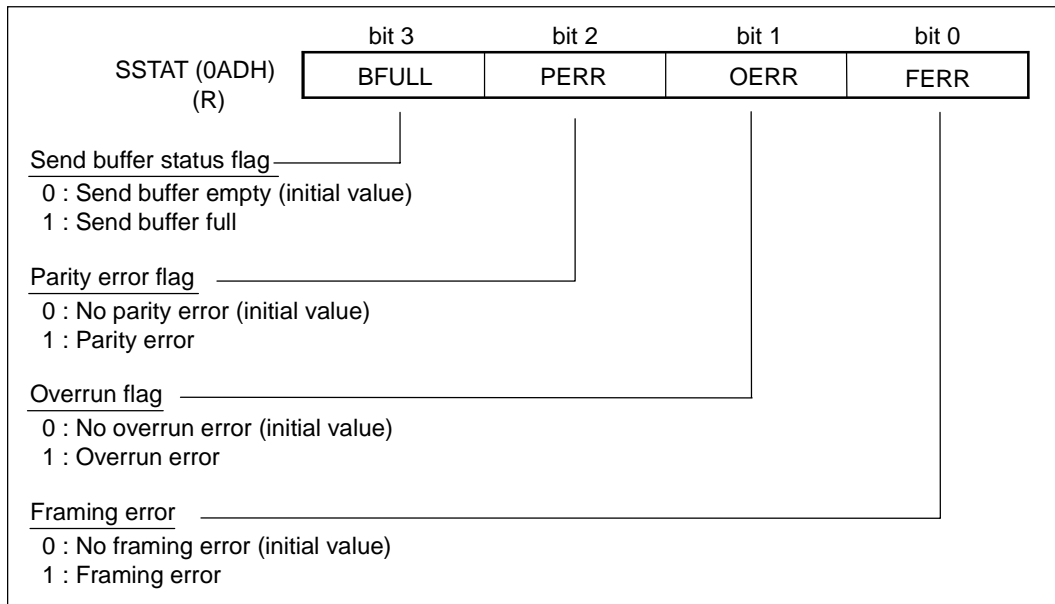 bit 3 bit 2 bit 1 bit 0
SSTAT (0ADH) BFULL PERR OERR FERR
(R)
Send buffer status flag
0 : Send buffer empty (initial value)
1 : Send buffer full
Parity error flag
0 : No parity error (initial value)
1 : Parity error
Overrun flag
0 : No overrun error (initial value)
1 : Overrun error
Framing error
0 : No framing error (initial value)
1 : Framing error